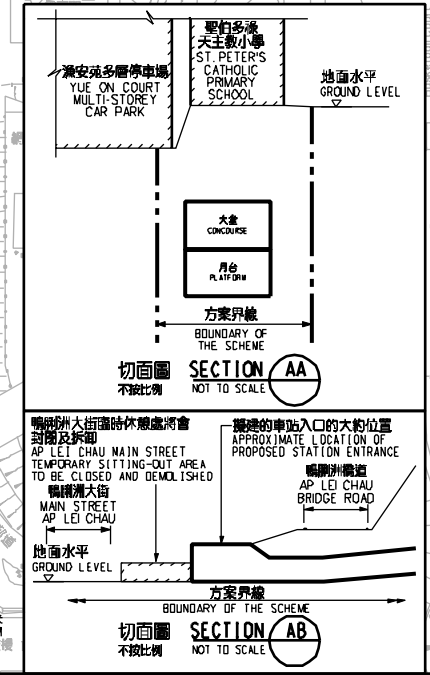 聖伯多祿
天主教小學
ST. PETER'S
CATHOLIC
PRIMARY
SCHOOL
漁安苑多層停車場
YUE ON COURT
MULTI-STOREY
CAR PARK
地面水平
GROUND LEVEL
大堂
CONCOURSE
月台
PLATFORM
方案界線
BOUNDARY OF
THE SCHEME
切面圖 SECTION AA
不按比例 NOT TO SCALE
鴨脷洲大街臨時休憩處將會
封閉及拆卸
AP LEI CHAU MAIN STREET
TEMPORARY SITTING-OUT AREA
TO BE CLOSED AND DEMOLISHED
擬建的車站入口的大約位置
APPROXIMATE LOCATION OF
PROPOSED STATION ENTRANCE
鴨脷洲大街
MAIN STREET
AP LEI CHAU
鴨脷洲橋道
AP LEI CHAU
BRIDGE ROAD
地面水平
GROUND LEVEL
方案界線
BOUNDARY OF THE SCHEME
切面圖 SECTION AB
不按比例 NOT TO SCALE